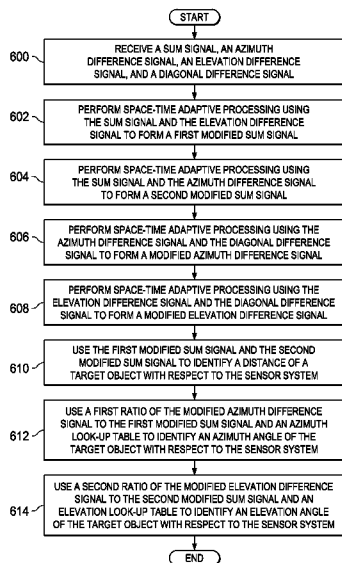 START
600
RECEIVE A SUM SIGNAL, AN AZIMUTH
DIFFERENCE SIGNAL, AN ELEVATION DIFFERENCE
SIGNAL, AND A DIAGONAL DIFFERENCE SIGNAL
602
PERFORM SPACE-TIME ADAPTIVE PROCESSING USING
THE SUM SIGNAL AND THE ELEVATION DIFFERENCE
SIGNAL TO FORM A FIRST MODIFIED SUM SIGNAL
604
PERFORM SPACE-TIME ADAPTIVE PROCESSING USING
THE SUM SIGNAL AND THE AZIMUTH DIFFERENCE SIGNAL
TO FORM A SECOND MODIFIED SUM SIGNAL
606
PERFORM SPACE-TIME ADAPTIVE PROCESSING USING THE
AZIMUTH DIFFERENCE SIGNAL AND THE DIAGONAL DIFFERENCE
SIGNAL TO FORM A MODIFIED AZIMUTH DIFFERENCE SIGNAL
608
PERFORM SPACE-TIME ADAPTIVE PROCESSING USING THE
ELEVATION DIFFERENCE SIGNAL AND THE DIAGONAL DIFFERENCE
SIGNAL TO FORM A MODIFIED ELEVATION DIFFERENCE SIGNAL
610
USE THE FIRST MODIFIED SUM SIGNAL AND THE SECOND
MODIFIED SUM SIGNAL TO IDENTIFY A DISTANCE OF A
TARGET OBJECT WITH RESPECT TO THE SENSOR SYSTEM
612
USE A FIRST RATIO OF THE MODIFIED AZIMUTH DIFFERENCE
SIGNAL TO THE FIRST MODIFIED SUM SIGNAL AND AN AZIMUTH
LOOK-UP TABLE TO IDENTIFY AN AZIMUTH ANGLE OF THE
TARGET OBJECT WITH RESPECT TO THE SENSOR SYSTEM
614
USE A SECOND RATIO OF THE MODIFIED ELEVATION DIFFERENCE
SIGNAL TO THE SECOND MODIFIED SUM SIGNAL AND AN
ELEVATION LOOK-UP TABLE TO IDENTIFY AN ELEVATION ANGLE
OF THE TARGET OBJECT WITH RESPECT TO THE SENSOR SYSTEM
END